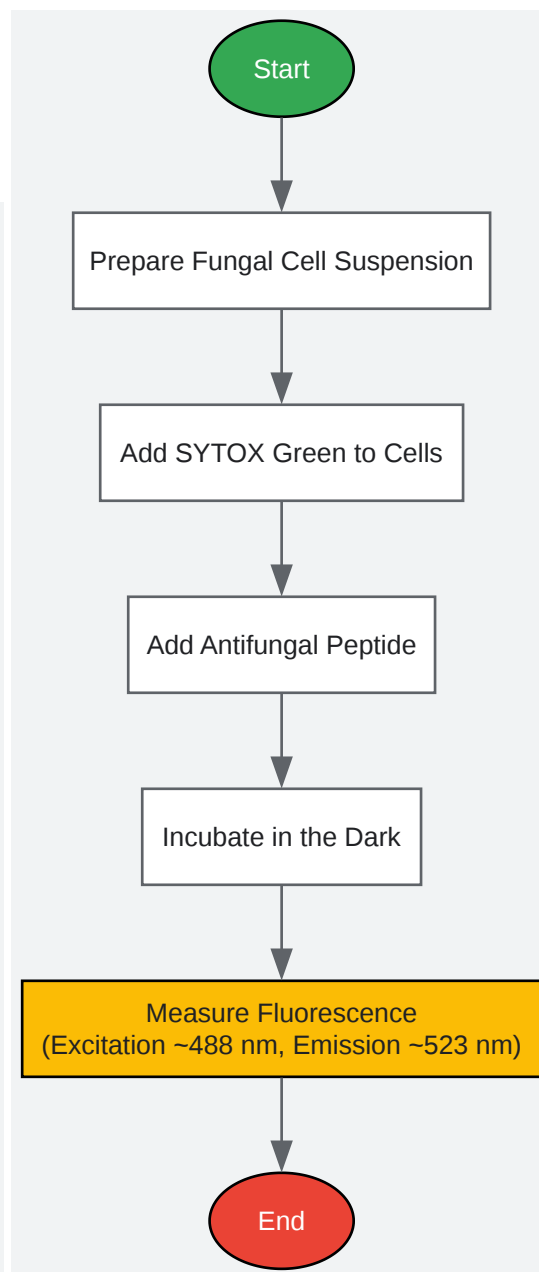 Start
Prepare Fungal Cell Suspension
Add SYTOX Green to Cells
Add Antifungal Peptide
Incubate in the Dark
Measure Fluorescence
(Excitation ~488 nm, Emission ~523 nm)
End